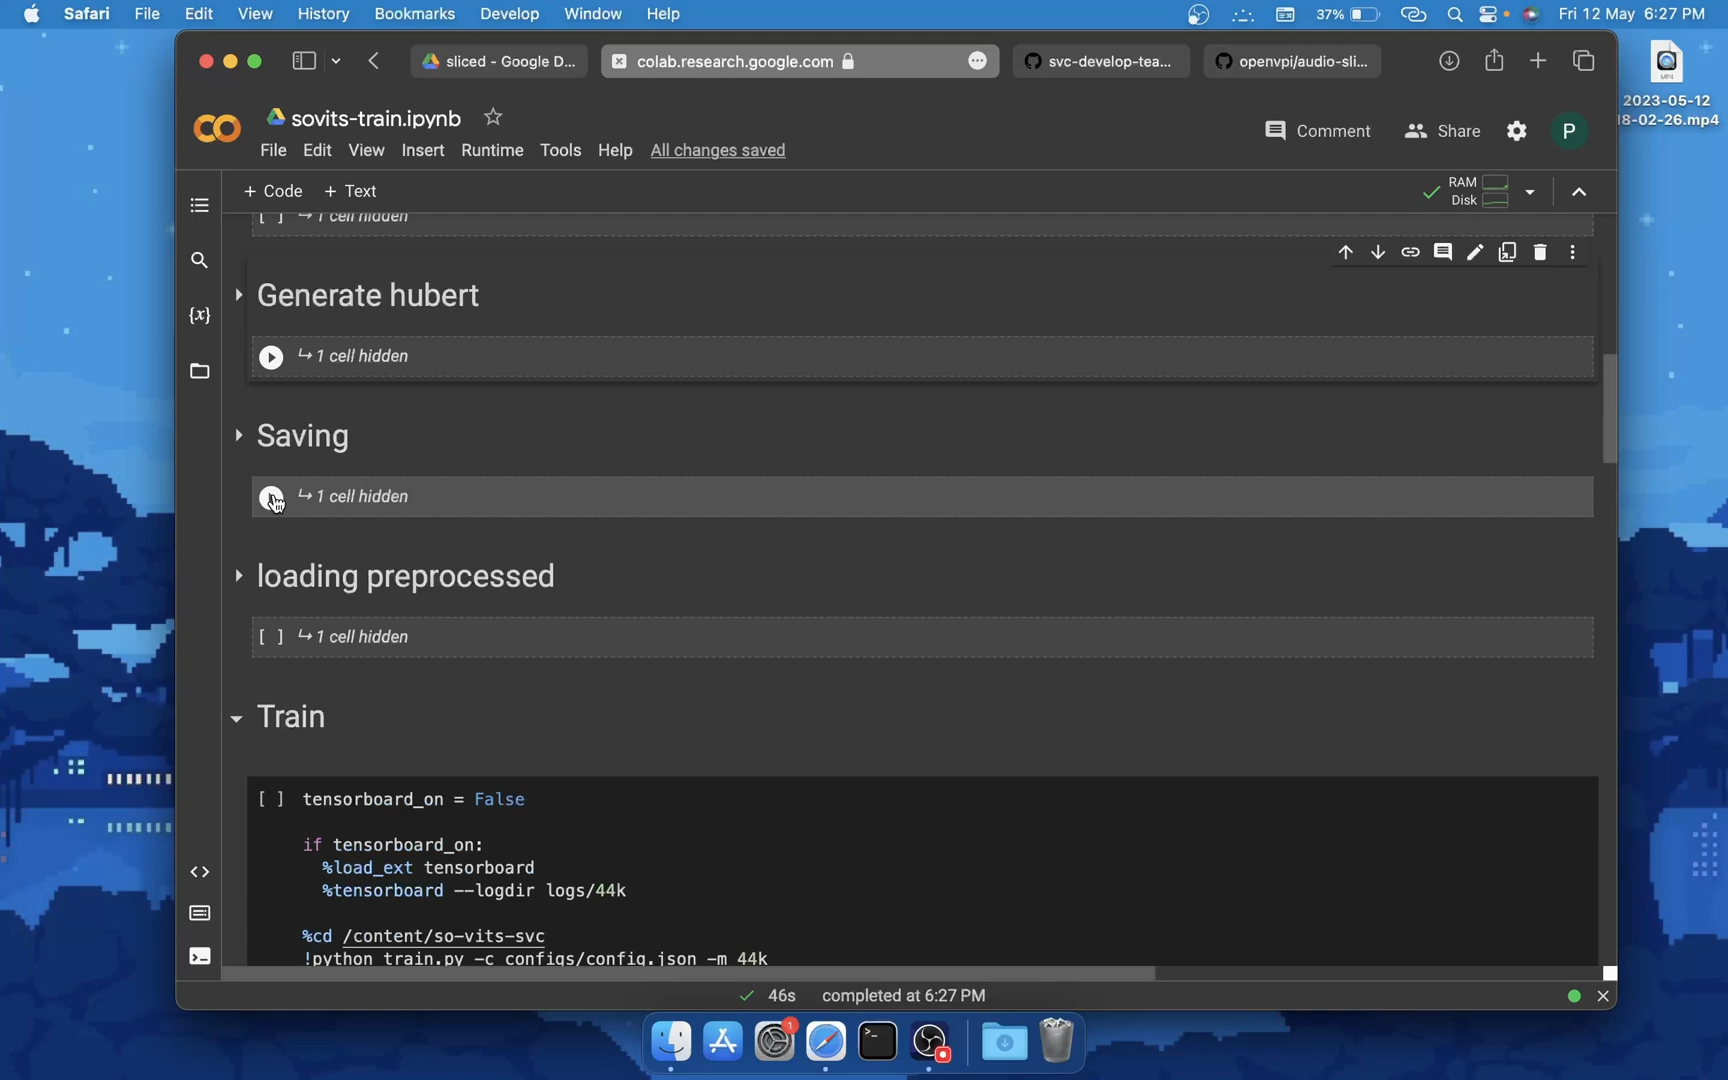 Safari File Edit View History Bookmarks Develop Window Help 37% Fri 12 May 6:27 PM
sliced - Google D... colab.research.google.com svc-develop-tea... openvpi/audio-sli...
MP4
2023-05-12
18-02-26.mp4
sovits-train.ipynb
Comment Share P
File Edit View Insert Runtime Tools Help All changes saved
+ Code + Text RAM
Disk
[ ] ↳ 1 cell hidden
{x}
Generate hubert
↳ 1 cell hidden
Saving
↳ 1 cell hidden
loading preprocessed
[ ] ↳ 1 cell hidden
Train
[ ] tensorboard_on = False
if tensorboard_on:
%load_ext tensorboard
%tensorboard --logdir logs/44k
%cd /content/so-vits-svc
!python train.py -c configs/config.json -m 44k
46s completed at 6:27 PM
1